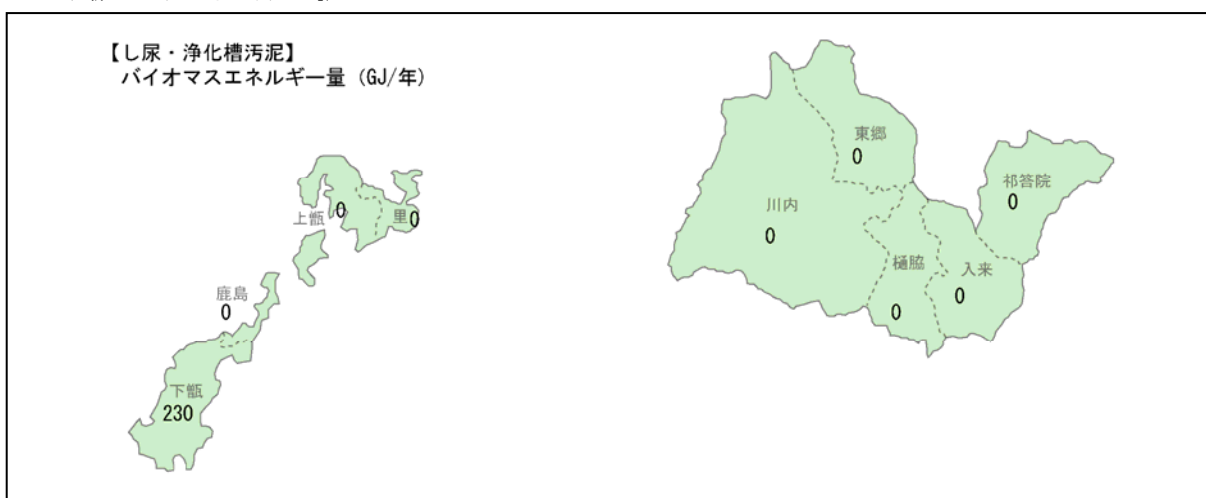 【し尿・浄化槽汚泥】
バイオマスエネルギー量（GJ/年）
東郷
0
祁答院
0
川内
0
上甑
0
里
0
樋脇
0
入来
0
鹿島
0
下甑
230